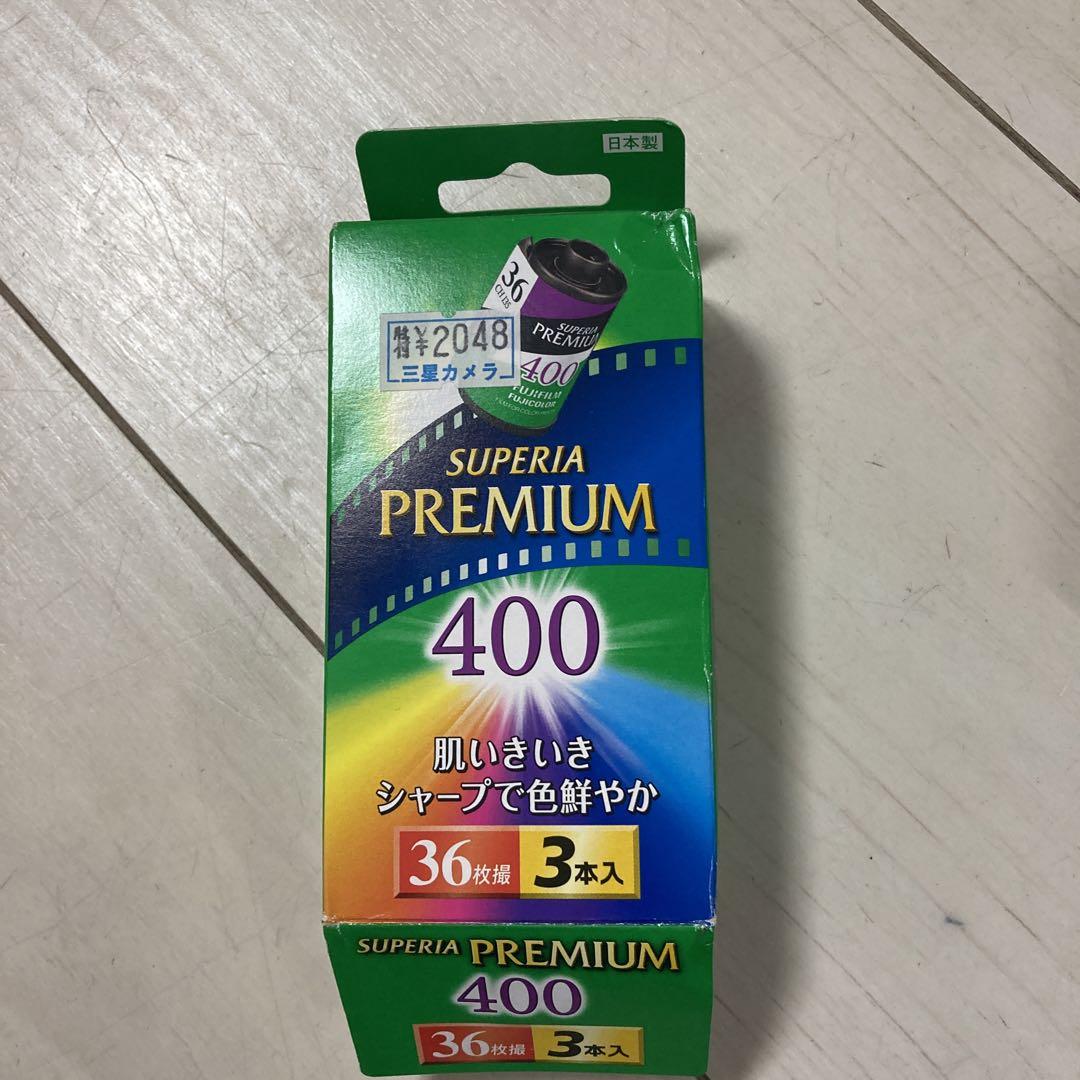 日本製
36
CH 135
SUPERIA
PREMIUM
400
FUJIFILM
FUJICOLOR
特¥2048
三星カメラ
SUPERIA
PREMIUM
400
肌いきいき
シャープで色鮮やか
36枚撮 3本入
SUPERIA PREMIUM
400
36枚撮 3本入